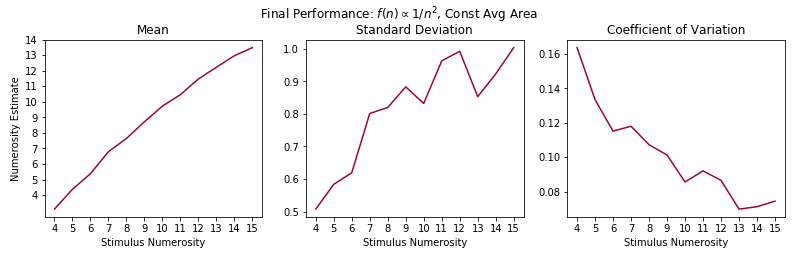 Final Performance: f(n) ∝ 1/n², Const Avg Area
Mean
Numerosity Estimate
14
13
12
11
10
9
8
7
6
5
4
4 5 6 7 8 9 10 11 12 13 14 15
Stimulus Numerosity
Standard Deviation
1.0
0.9
0.8
0.7
0.6
0.5
4 5 6 7 8 9 10 11 12 13 14 15
Stimulus Numerosity
Coefficient of Variation
0.16
0.14
0.12
0.10
0.08
4 5 6 7 8 9 10 11 12 13 14 15
Stimulus Numerosity